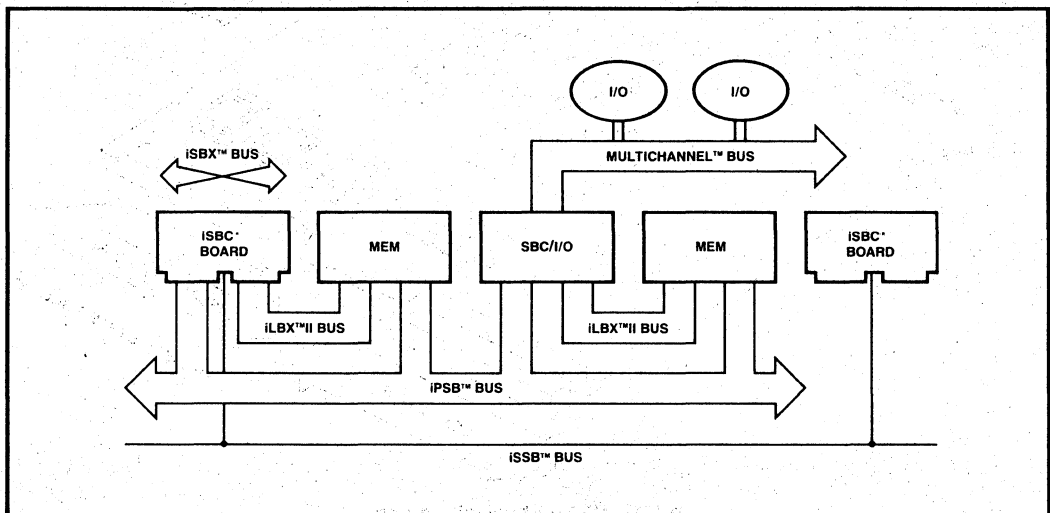 I/O
I/O
MULTICHANNEL™ BUS
iSBX™ BUS
iSBC*
BOARD
MEM
SBC/I/O
MEM
iSBC*
BOARD
iLBX™II BUS
iLBX™II BUS
iPSB™ BUS
iSSB™ BUS